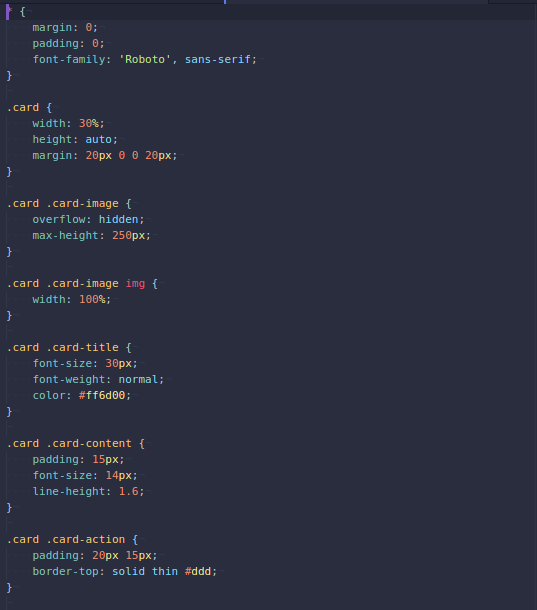 * {
margin: 0;
padding: 0;
font-family: 'Roboto', sans-serif;
}
.card {
width: 30%;
height: auto;
margin: 20px 0 0 20px;
}
.card .card-image {
overflow: hidden;
max-height: 250px;
}
.card .card-image img {
width: 100%;
}
.card .card-title {
font-size: 30px;
font-weight: normal;
color: #ff6d00;
}
.card .card-content {
padding: 15px;
font-size: 14px;
line-height: 1.6;
}
.card .card-action {
padding: 20px 15px;
border-top: solid thin #ddd;
}